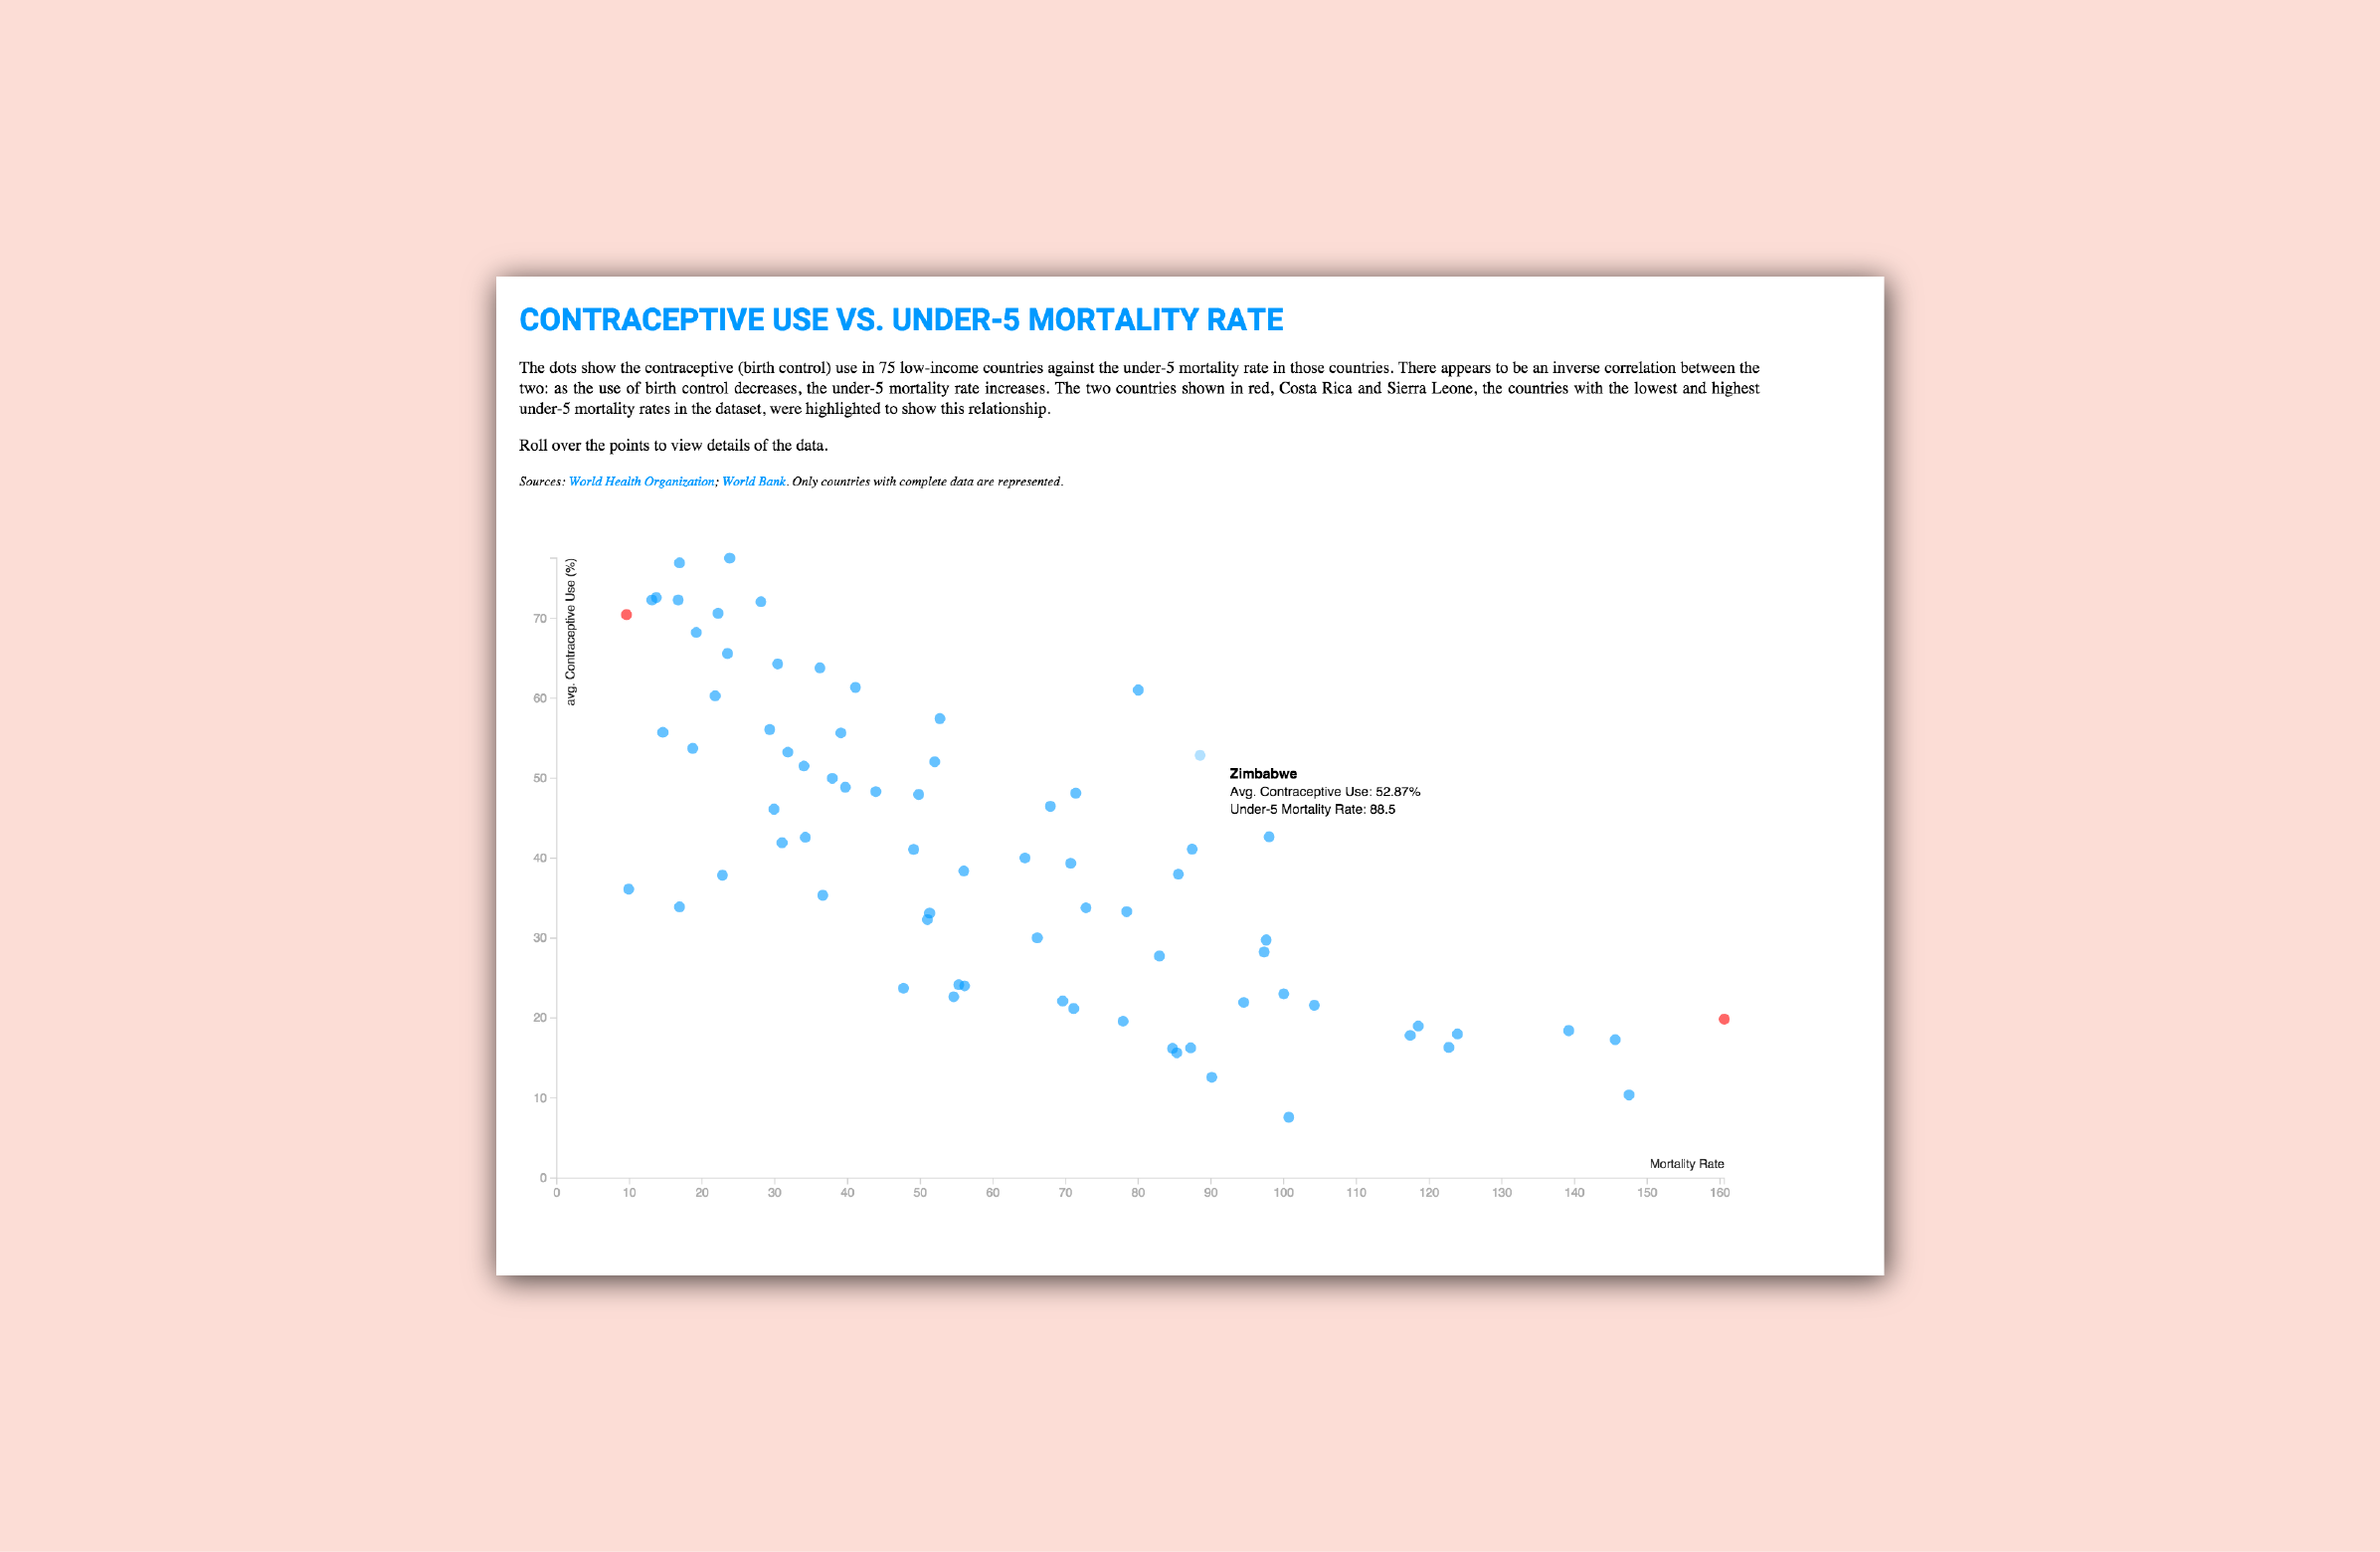 CONTRACEPTIVE USE VS. UNDER-5 MORTALITY RATE
The dots show the contraceptive (birth control) use in 75 low-income countries against the under-5 mortality rate in those countries. There appears to be an inverse correlation between the
two: as the use of birth control decreases, the under-5 mortality rate increases. The two countries shown in red, Costa Rica and Sierra Leone, the countries with the lowest and highest
under-5 mortality rates in the dataset, were highlighted to show this relationship.
Roll over the points to view details of the data.
Sources: World Health Organization; World Bank. Only countries with complete data are represented.
avg. Contraceptive Use (%)
70
60
50
40
30
20
10
0
Zimbabwe
Avg. Contraceptive Use: 52.87%
Under-5 Mortality Rate: 88.5
Mortality Rate
0 10 20 30 40 50 60 70 80 90 100 110 120 130 140 150 160